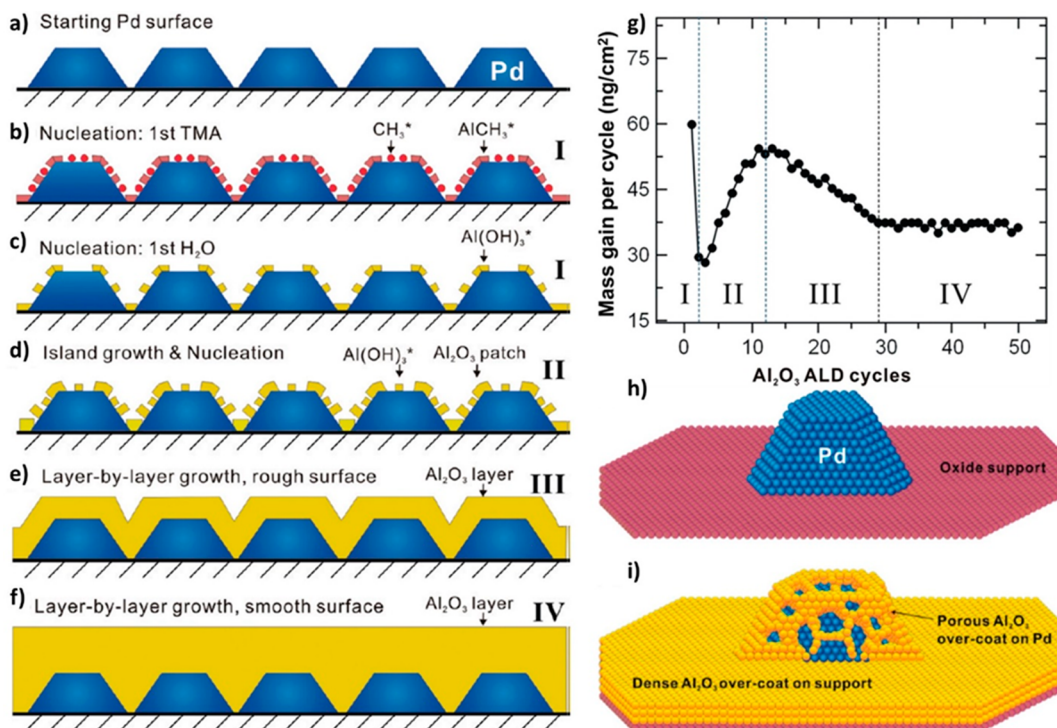 a) Starting Pd surface
Pd
b) Nucleation: 1st TMA
CH₃* AlCH₃*
I
c) Nucleation: 1st H₂O
Al(OH)₃*
I
d) Island growth & Nucleation
Al(OH)₃* Al₂O₃ patch
II
e) Layer-by-layer growth, rough surface
Al₂O₃ layer
III
f) Layer-by-layer growth, smooth surface
Al₂O₃ layer
IV
g)
Mass gain per cycle (ng/cm²)
75
60
45
30
15
I II III IV
0 10 20 30 40 50
Al₂O₃ ALD cycles
h)
Pd
Oxide support
i)
Porous Al₂O₃
over-coat on Pd
Dense Al₂O₃ over-coat on support